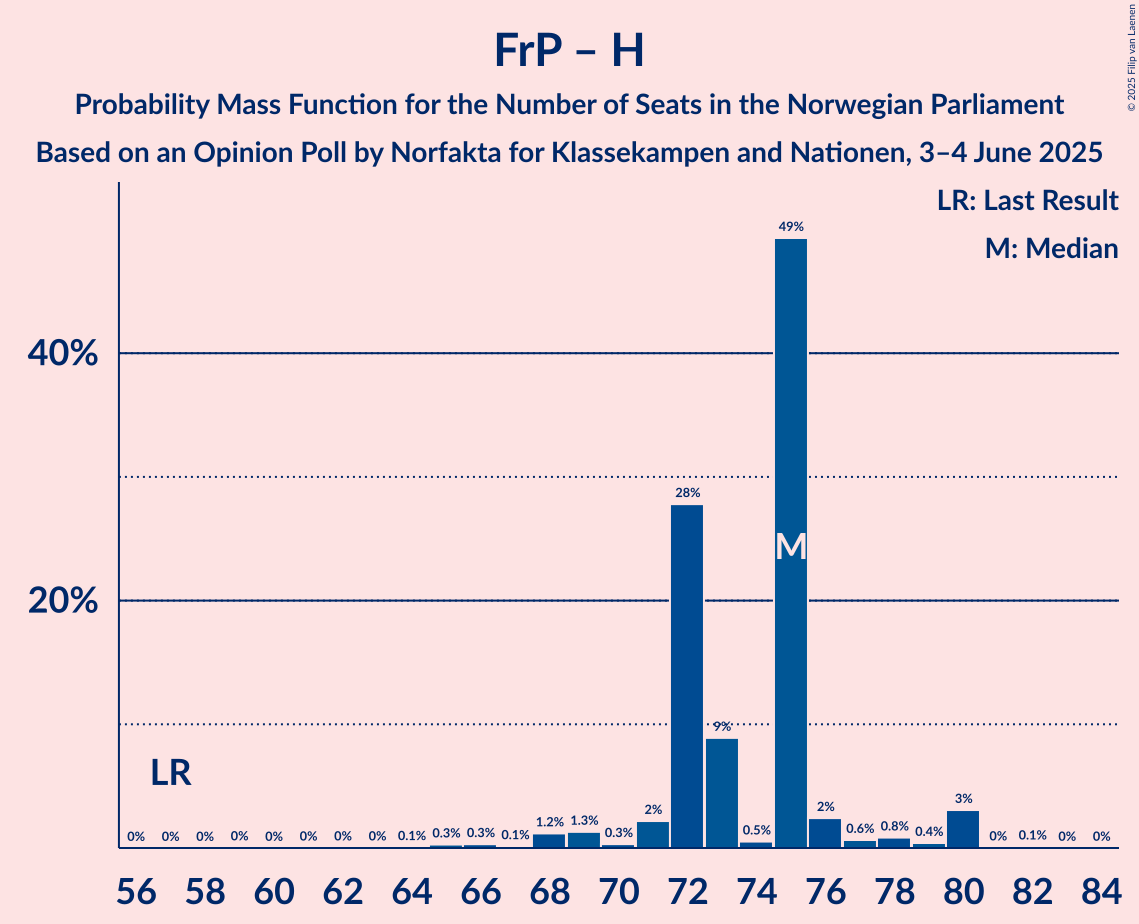 FrP – H
Probability Mass Function for the Number of Seats in the Norwegian Parliament
Based on an Opinion Poll by Norfakta for Klassekampen and Nationen, 3–4 June 2025
© 2025 Filip van Laenen
LR: Last Result
M: Median
49%
40%
28%
M
20%
9%
LR
0% 0% 0% 0% 0% 0% 0% 0% 0.1% 0.3% 0.3% 0.1% 1.2% 1.3% 0.3% 2% 0.5% 2% 0.6% 0.8% 0.4% 3% 0% 0.1% 0% 0%
56 58 60 62 64 66 68 70 72 74 76 78 80 82 84